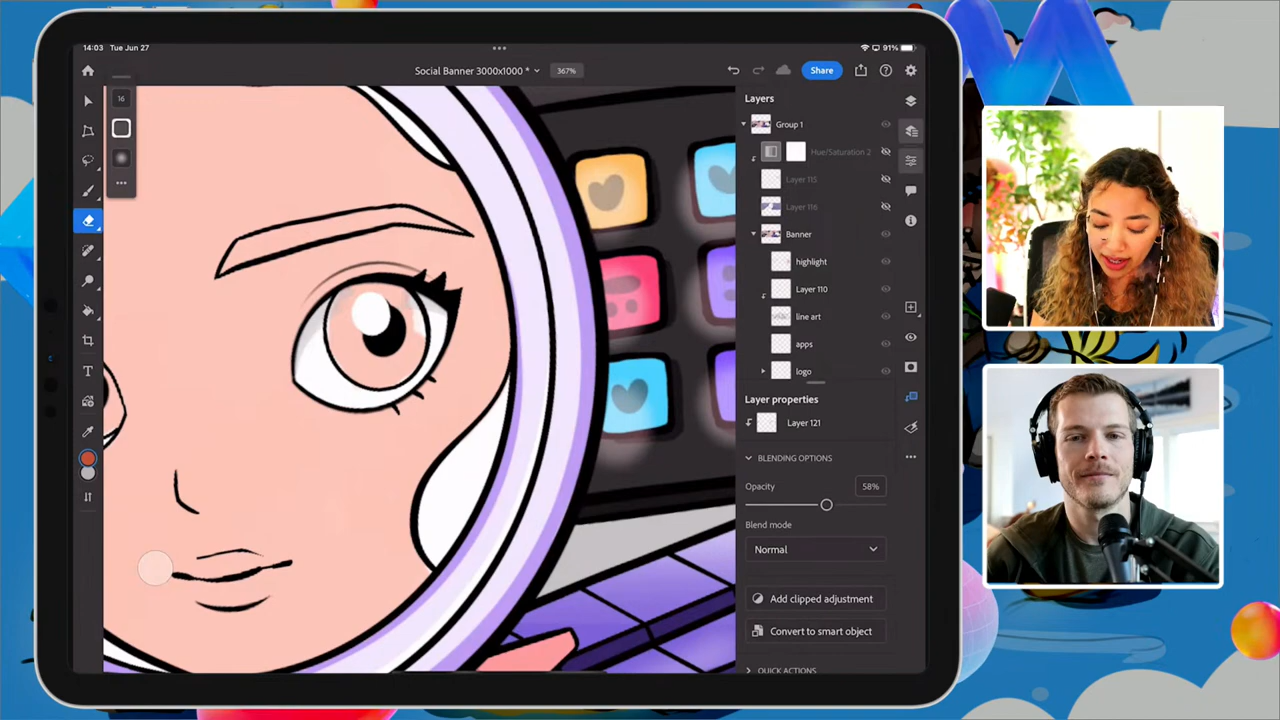 14:03 Tue Jun 27
91%
Social Banner 3000x1000 *
367%
Share
16
Layers
Group 1
Hue/Saturation 2
Layer 115
Layer 116
Banner
highlight
Layer 110
line art
apps
logo
Layer properties
Layer 121
BLENDING OPTIONS
Opacity
58%
Blend mode
Normal
Add clipped adjustment
Convert to smart object
QUICK ACTIONS